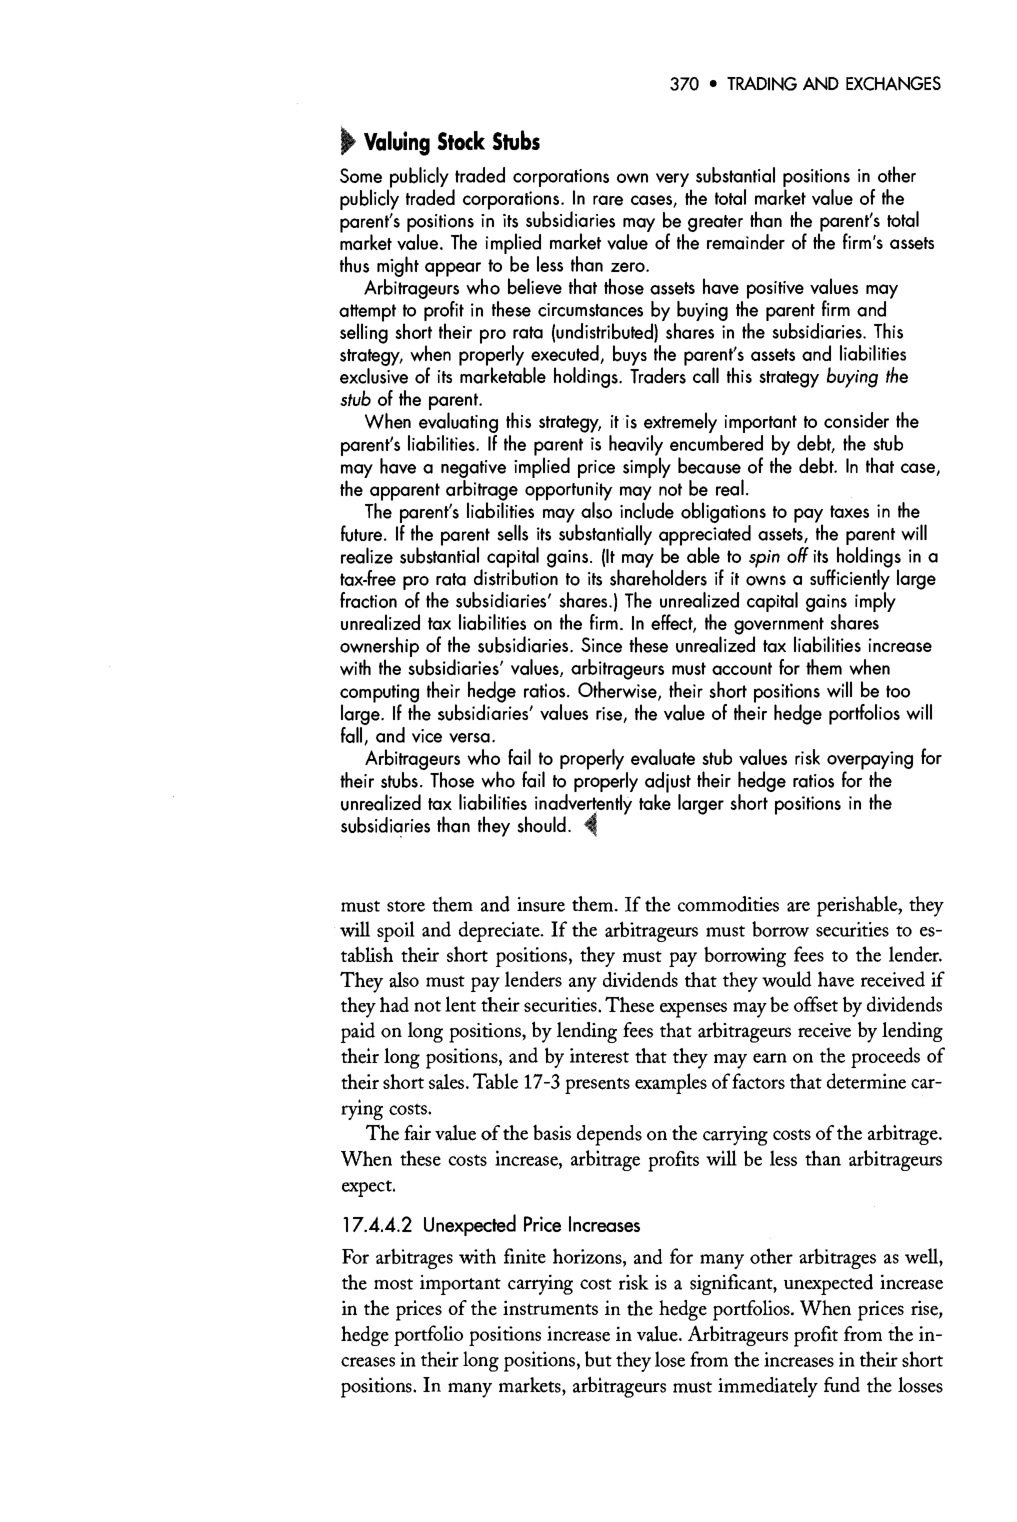 370 • TRADING AND EXCHANGES
Valuing Stock Stubs
Some publicly traded corporations own very substantial positions in other
publicly traded corporations. In rare cases, the total market value of the
parent's positions in its subsidiaries may be greater than the parent's total
market value. The implied market value of the remainder of the firm's assets
thus might appear to be less than zero.
Arbitrageurs who believe that those assets have positive values may
attempt to profit in these circumstances by buying the parent firm and
selling short their pro rata (undistributed) shares in the subsidiaries. This
strategy, when properly executed, buys the parent's assets and liabilities
exclusive of its marketable holdings. Traders call this strategy buying the
stub of the parent.
When evaluating this strategy, it is extremely important to consider the
parent's liabilities. If the parent is heavily encumbered by debt, the stub
may have a negative implied price simply because of the debt. In that case,
the apparent arbitrage opportunity may not be real.
The parent's liabilities may also include obligations to pay taxes in the
future. If the parent sells its substantially appreciated assets, the parent will
realize substantial capital gains. (It may be able to spin off its holdings in a
tax-free pro rata distribution to its shareholders if it owns a sufficiently large
fraction of the subsidiaries' shares.) The unrealized capital gains imply
unrealized tax liabilities on the firm. In effect, the government shares
ownership of the subsidiaries. Since these unrealized tax liabilities increase
with the subsidiaries' values, arbitrageurs must account for them when
computing their hedge ratios. Otherwise, their short positions will be too
large. If the subsidiaries' values rise, the value of their hedge portfolios will
fall, and vice versa.
Arbitrageurs who fail to properly evaluate stub values risk overpaying for
their stubs. Those who fail to properly adjust their hedge ratios for the
unrealized tax liabilities inadvertently take larger short positions in the
subsidiaries than they should.
must store them and insure them. If the commodities are perishable, they
will spoil and depreciate. If the arbitrageurs must borrow securities to es-
tablish their short positions, they must pay borrowing fees to the lender.
They also must pay lenders any dividends that they would have received if
they had not lent their securities. These expenses may be offset by dividends
paid on long positions, by lending fees that arbitrageurs receive by lending
their long positions, and by interest that they may earn on the proceeds of
their short sales. Table 17-3 presents examples of factors that determine car-
rying costs.
The fair value of the basis depends on the carrying costs of the arbitrage.
When these costs increase, arbitrage profits will be less than arbitrageurs
expect.
17.4.4.2 Unexpected Price Increases
For arbitrages with finite horizons, and for many other arbitrages as well,
the most important carrying cost risk is a significant, unexpected increase
in the prices of the instruments in the hedge portfolios. When prices rise,
hedge portfolio positions increase in value. Arbitrageurs profit from the in-
creases in their long positions, but they lose from the increases in their short
positions. In many markets, arbitrageurs must immediately fund the losses